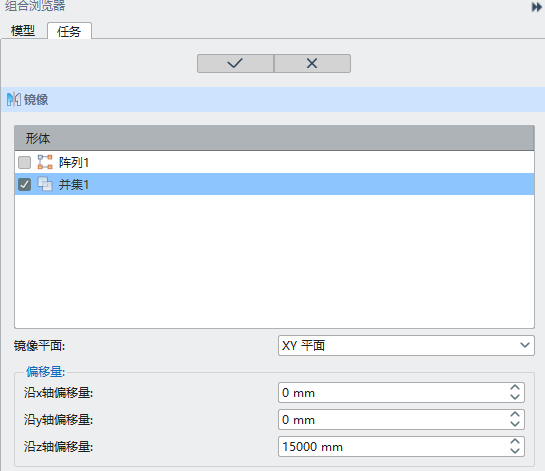 组合浏览器
模型 任务
镜像
形体
阵列1
并集1
镜像平面: XY 平面
偏移量:
沿x轴偏移量: 0 mm
沿y轴偏移量: 0 mm
沿z轴偏移量: 15000 mm